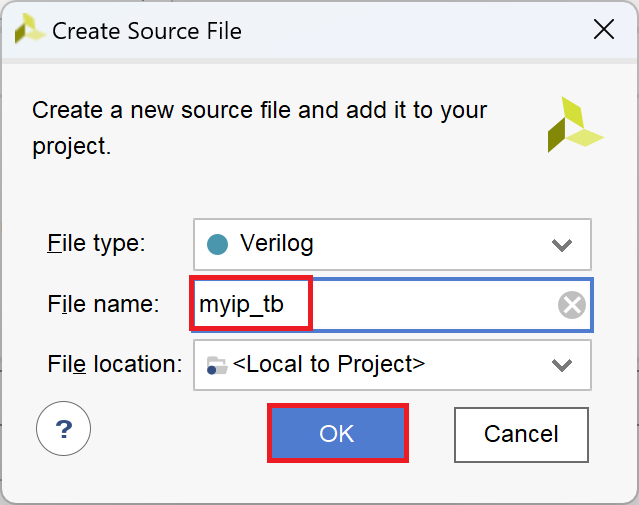 Create Source File
Create a new source file and add it to your
project.
File type: Verilog
File name: myip_tb
File location: <Local to Project>
? OK Cancel